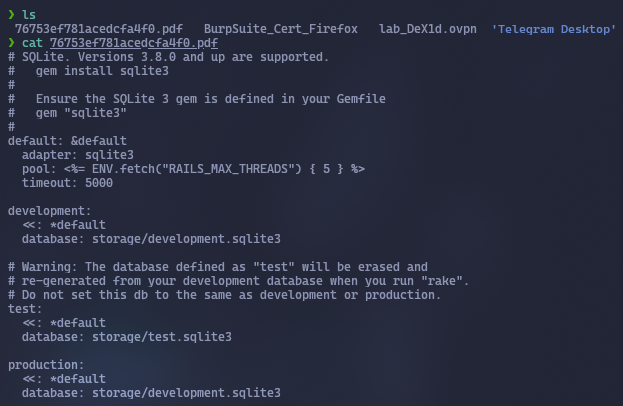 ❯ ls
76753ef781acedcfa4f0.pdf   BurpSuite_Cert_Firefox   lab_DeX1d.ovpn  'Telegram Desktop'
❯ cat 76753ef781acedcfa4f0.pdf
# SQLite. Versions 3.8.0 and up are supported.
#   gem install sqlite3
#
#   Ensure the SQLite 3 gem is defined in your Gemfile
#   gem "sqlite3"
#
default: &default
  adapter: sqlite3
  pool: <%= ENV.fetch("RAILS_MAX_THREADS") { 5 } %>
  timeout: 5000

development:
  <<: *default
  database: storage/development.sqlite3

# Warning: The database defined as "test" will be erased and
# re-generated from your development database when you run "rake".
# Do not set this db to the same as development or production.
test:
  <<: *default
  database: storage/test.sqlite3

production:
  <<: *default
  database: storage/development.sqlite3